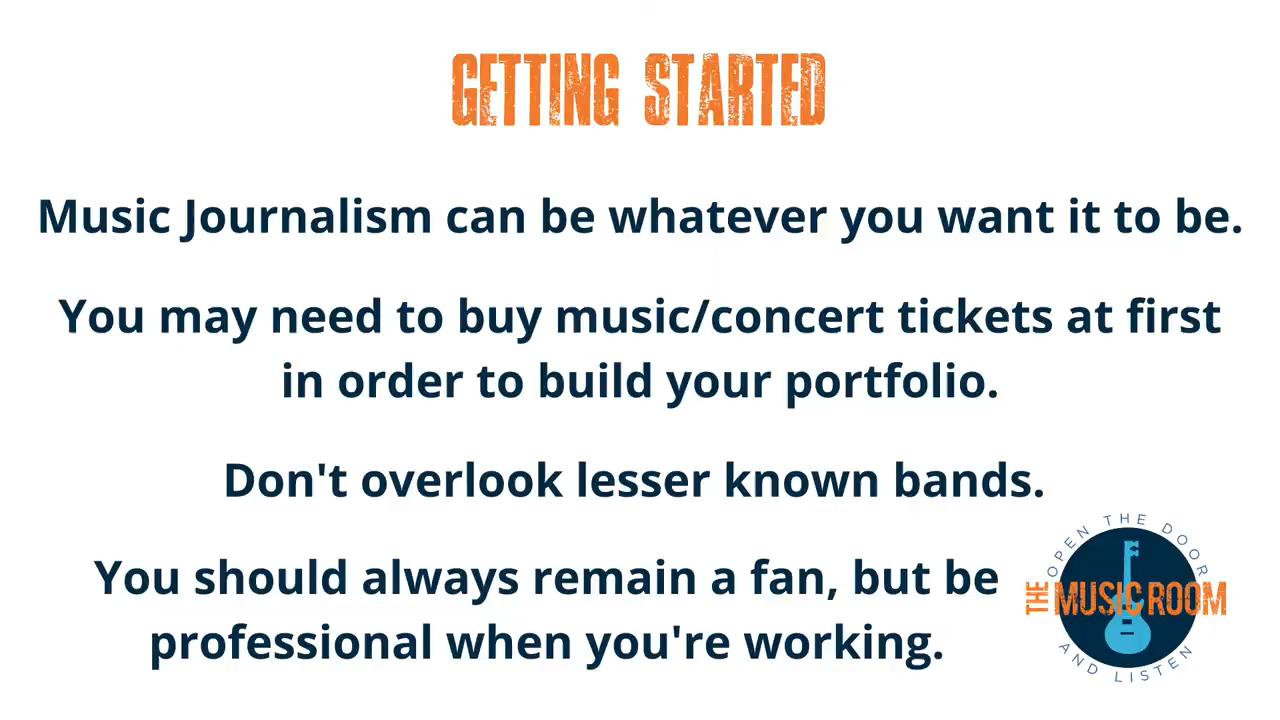 GETTING STARTED
Music Journalism can be whatever you want it to be.
You may need to buy music/concert tickets at first
in order to build your portfolio.
Don't overlook lesser known bands.
You should always remain a fan, but be
professional when you're working.
OPEN THE DOOR
THE MUSIC ROOM
AND LISTEN